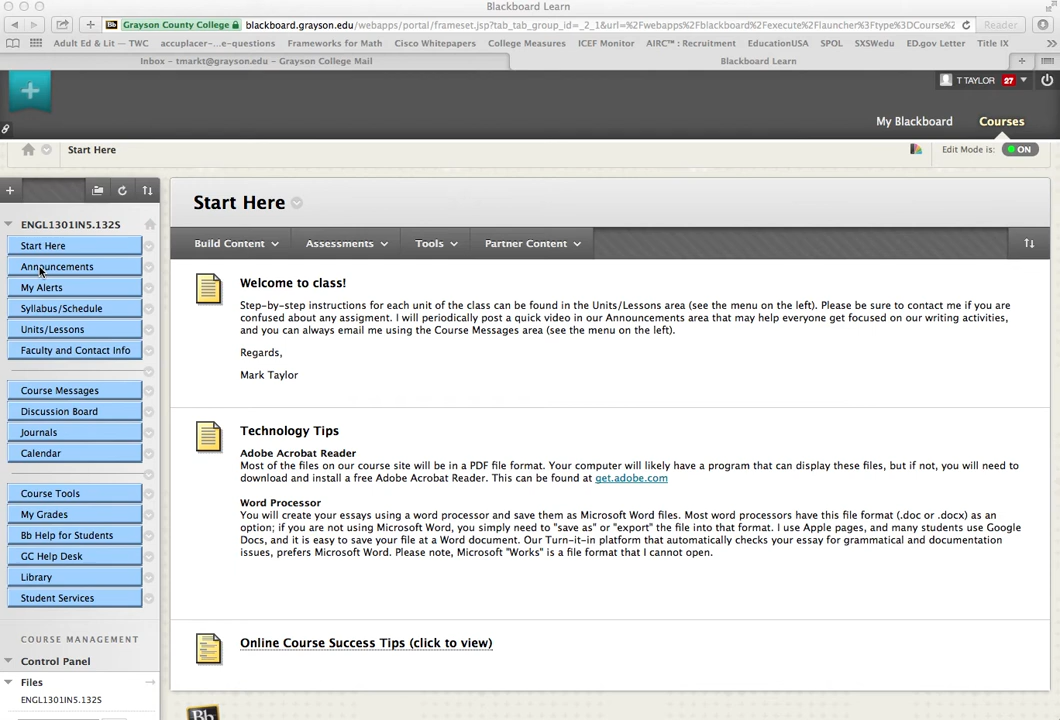 Blackboard Learn
Grayson County College
blackboard.grayson.edu/webapps/portal/frameset.jsp?tab_tab_group_id=_2_1&url=%2Fwebapps%2Fblackboard%2Fexecute%2Flauncher%3Ftype%3DCourse%2
Reader
Adult Ed & Lit — TWC accuplacer-...e-questions Frameworks for Math Cisco Whitepapers College Measures ICEF Monitor AIRC™ : Recruitment EducationUSA SPOL SXSWedu ED.gov Letter Title IX
Inbox – tmarkt@grayson.edu – Grayson College Mail
Blackboard Learn
T TAYLOR 27
My Blackboard Courses
Start Here
Edit Mode is: ON
ENGL1301IN5.132S
Start Here
Announcements
My Alerts
Syllabus/Schedule
Units/Lessons
Faculty and Contact Info
Course Messages
Discussion Board
Journals
Calendar
Course Tools
My Grades
Bb Help for Students
GC Help Desk
Library
Student Services
COURSE MANAGEMENT
Control Panel
Files
ENGL1301IN5.132S
Start Here
Build Content Assessments Tools Partner Content
Welcome to class!
Step-by-step instructions for each unit of the class can be found in the Units/Lessons area (see the menu on the left). Please be sure to contact me if you are
confused about any assigment. I will periodically post a quick video in our Announcements area that may help everyone get focused on our writing activities,
and you can always email me using the Course Messages area (see the menu on the left).
Regards,
Mark Taylor
Technology Tips
Adobe Acrobat Reader
Most of the files on our course site will be in a PDF file format. Your computer will likely have a program that can display these files, but if not, you will need to
download and install a free Adobe Acrobat Reader. This can be found at get.adobe.com
Word Processor
You will create your essays using a word processor and save them as Microsoft Word files. Most word processors have this file format (.doc or .docx) as an
option; if you are not using Microsoft Word, you simply need to "save as" or "export" the file into that format. I use Apple pages, and many students use Google
Docs, and it is easy to save your file at a Word document. Our Turn-it-in platform that automatically checks your essay for grammatical and documentation
issues, prefers Microsoft Word. Please note, Microsoft "Works" is a file format that I cannot open.
Online Course Success Tips (click to view)
Bb